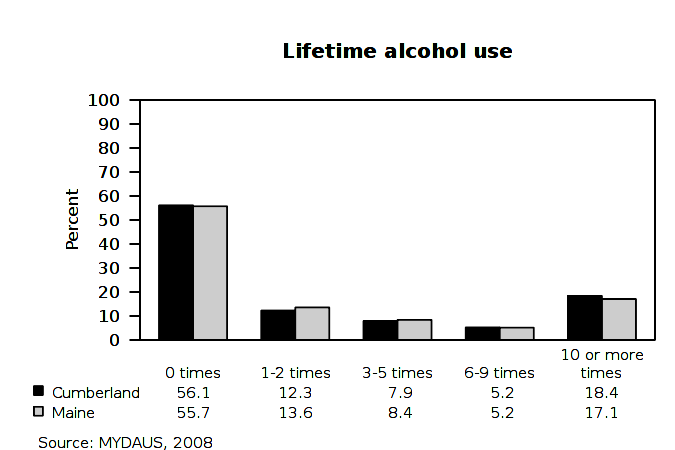 Lifetime alcohol use
100
90
80
70
60
50
40
30
20
10
0
Percent
10 or more
0 times 1-2 times 3-5 times 6-9 times times
Cumberland 56.1 12.3 7.9 5.2 18.4
Maine 55.7 13.6 8.4 5.2 17.1
Source: MYDAUS, 2008